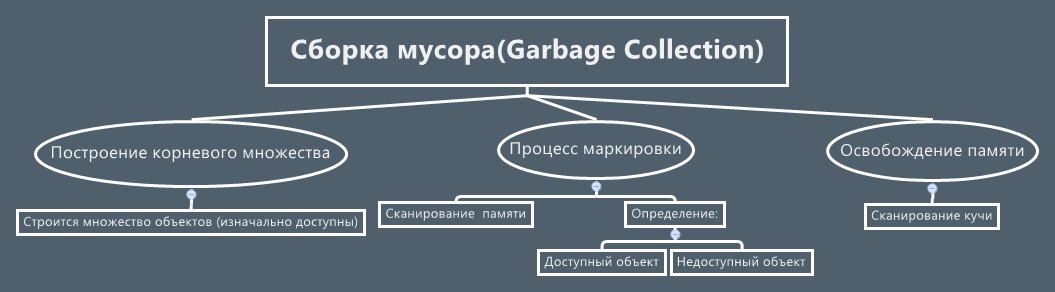 Сборка мусора(Garbage Collection)
Построение корневого множества
Процесс маркировки
Освобождение памяти
Строится множество объектов (изначально доступны)
Сканирование памяти
Определение:
Сканирование кучи
Доступный объект
Недоступный объект